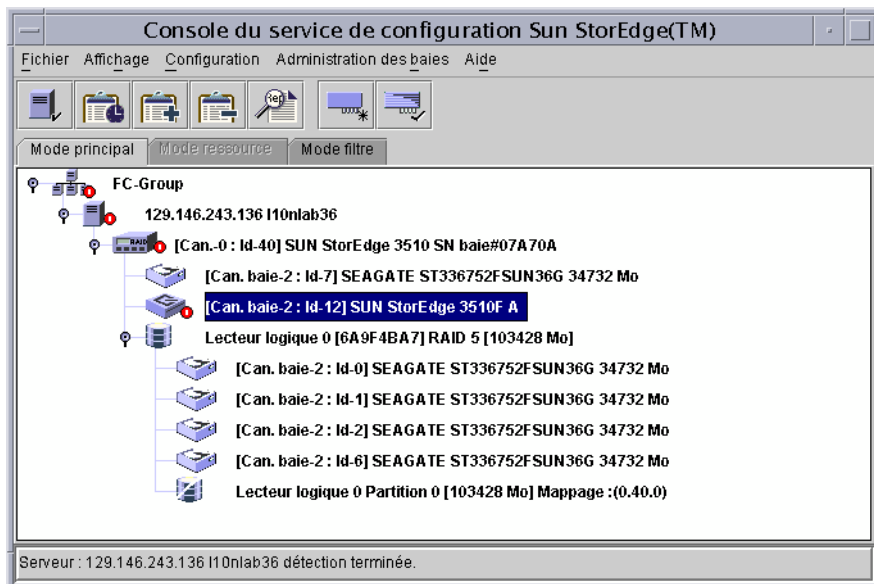 Console du service de configuration Sun StorEdge(TM)
Fichier Affichage Configuration Administration des baies Aide
Rep
Mode principal Mode ressource Mode filtre
FC-Group
129.146.243.136 l10nlab36
RAID [Can.-0 : Id-40] SUN StorEdge 3510 SN baie#07A70A
[Can. baie-2 : Id-7] SEAGATE ST336752FSUN36G 34732 Mo
[Can. baie-2 : Id-12] SUN StorEdge 3510F A
Lecteur logique 0 [6A9F4BA7] RAID 5 [103428 Mo]
[Can. baie-2 : Id-0] SEAGATE ST336752FSUN36G 34732 Mo
[Can. baie-2 : Id-1] SEAGATE ST336752FSUN36G 34732 Mo
[Can. baie-2 : Id-2] SEAGATE ST336752FSUN36G 34732 Mo
[Can. baie-2 : Id-6] SEAGATE ST336752FSUN36G 34732 Mo
Lecteur logique 0 Partition 0 [103428 Mo] Mappage :(0.40.0)
Serveur : 129.146.243.136 l10nlab36 détection terminée.